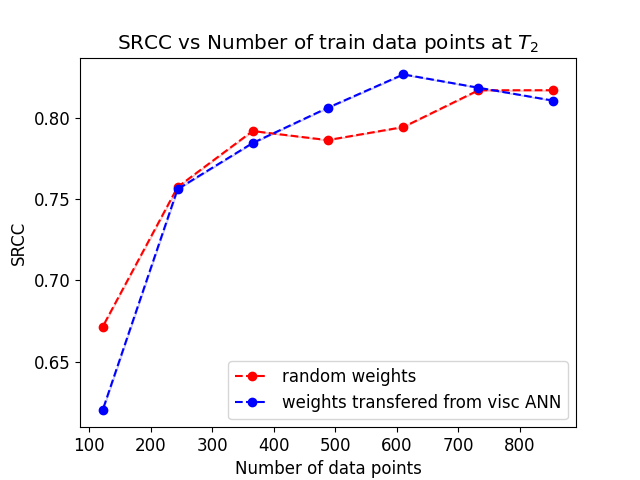 SRCC vs Number of train data points at $T_2$
0.80
0.75
0.70
0.65
SRCC
random weights
weights transfered from visc ANN
100 200 300 400 500 600 700 800
Number of data points